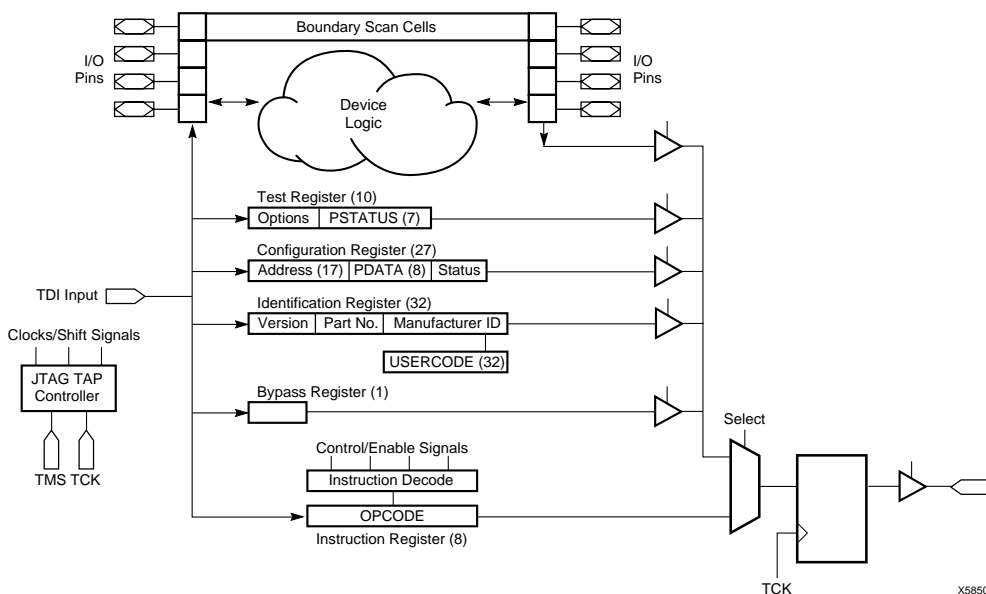 Boundary Scan Cells
I/O
Pins
I/O
Pins
Device
Logic
Test Register (10)
Options PSTATUS (7)
Configuration Register (27)
Address (17) PDATA (8) Status
TDI Input
Identification Register (32)
Version Part No. Manufacturer ID
USERCODE (32)
Clocks/Shift Signals
JTAG TAP
Controller
TMS TCK
Bypass Register (1)
Select
Control/Enable Signals
Instruction Decode
OPCODE
Instruction Register (8)
TCK
X5850